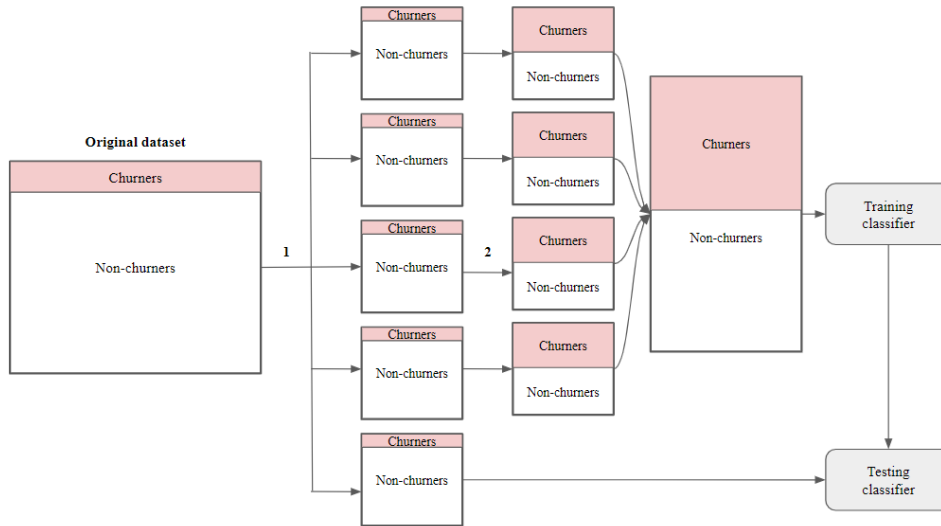 Original dataset
Churners
Non-churners
1
Churners
Non-churners
Churners
Non-churners
Churners
Non-churners
Churners
Non-churners
Churners
Non-churners
2
Churners
Non-churners
Churners
Non-churners
Churners
Non-churners
Churners
Non-churners
Churners
Non-churners
Training
classifier
Testing
classifier